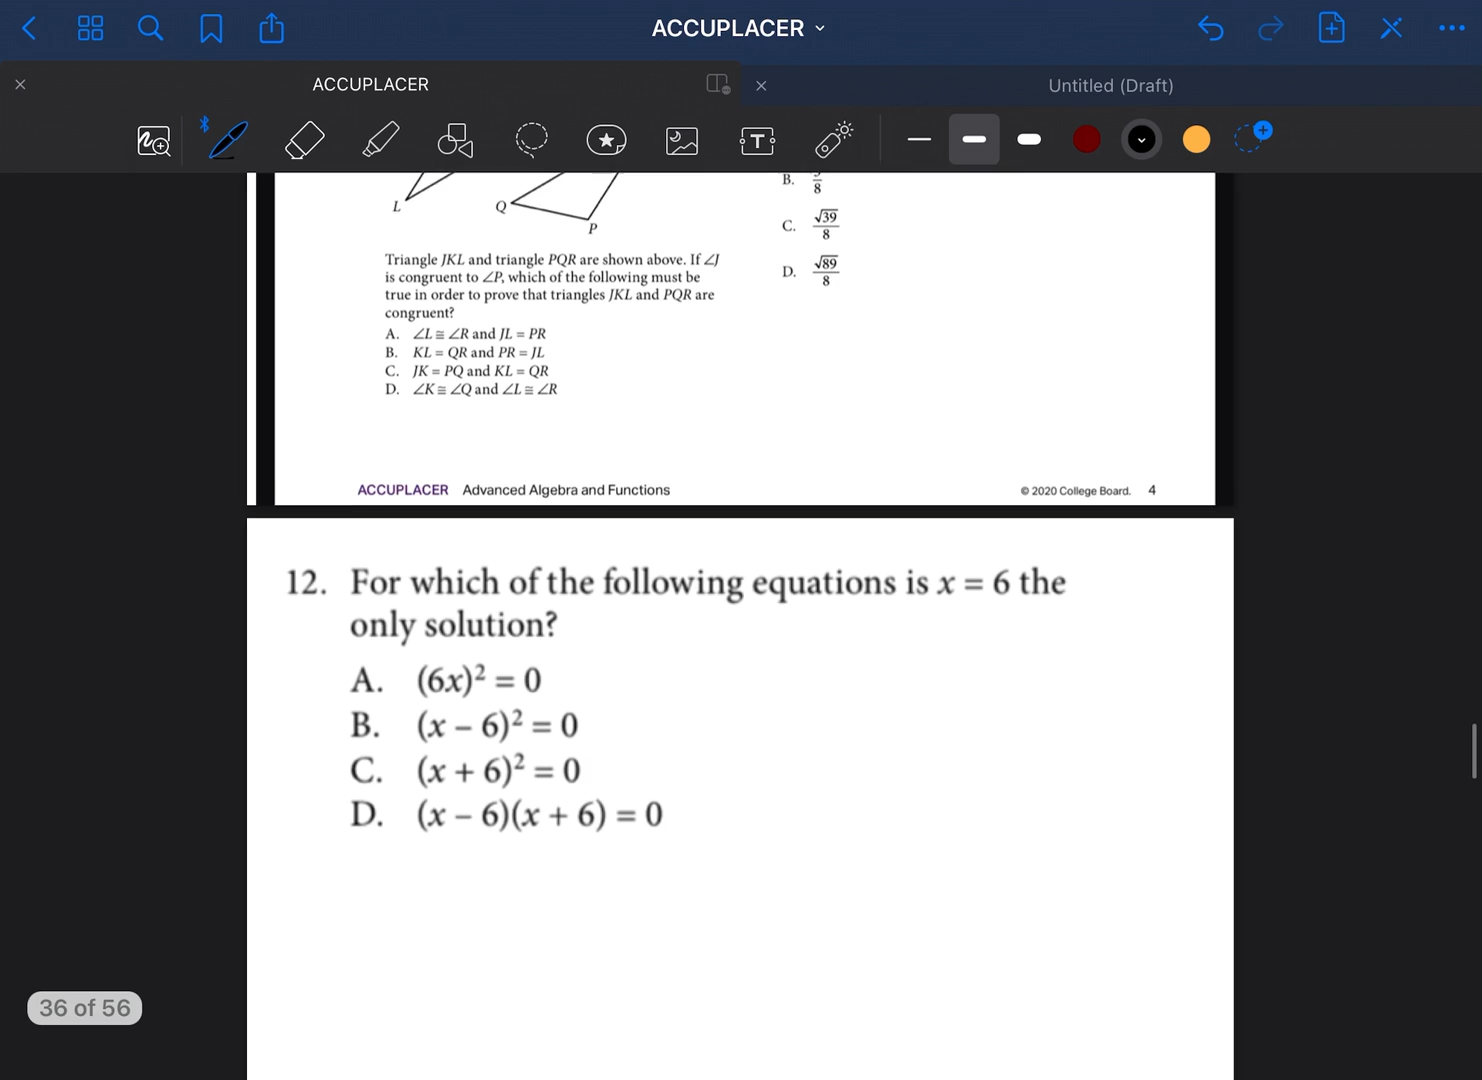 ACCUPLACER
ACCUPLACER
Untitled (Draft)
T
L
Q
P
Triangle JKL and triangle PQR are shown above. If ∠J
is congruent to ∠P, which of the following must be
true in order to prove that triangles JKL and PQR are
congruent?
A. ∠L ≅ ∠R and JL = PR
B. KL = QR and PR = JL
C. JK = PQ and KL = QR
D. ∠K ≅ ∠Q and ∠L ≅ ∠R
B. 8
C. √39/8
D. √89/8
ACCUPLACER Advanced Algebra and Functions
© 2020 College Board. 4
12. For which of the following equations is x = 6 the
only solution?
A. (6x)² = 0
B. (x – 6)² = 0
C. (x + 6)² = 0
D. (x – 6)(x + 6) = 0
36 of 56